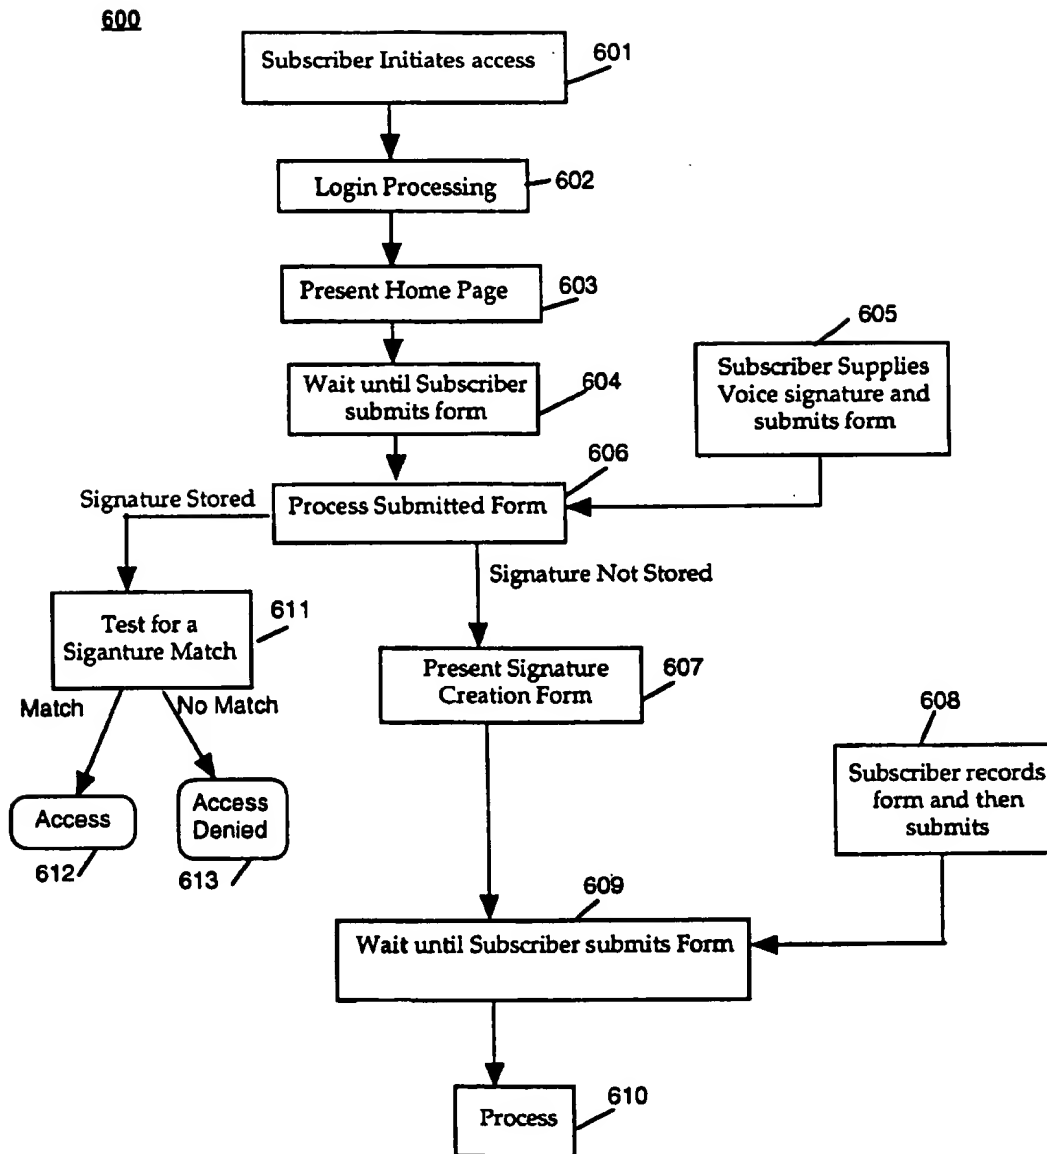 600
Subscriber Initiates access
601
Login Processing
602
Present Home Page
603
Wait until Subscriber
submits form
604
605
Subscriber Supplies
Voice signature and
submits form
606
Process Submitted Form
Signature Stored
Signature Not Stored
Test for a
Siganture Match
611
Match
No Match
Access
612
Access
Denied
613
Present Signature
Creation Form
607
608
Subscriber records
form and then
submits
609
Wait until Subscriber submits Form
Process
610